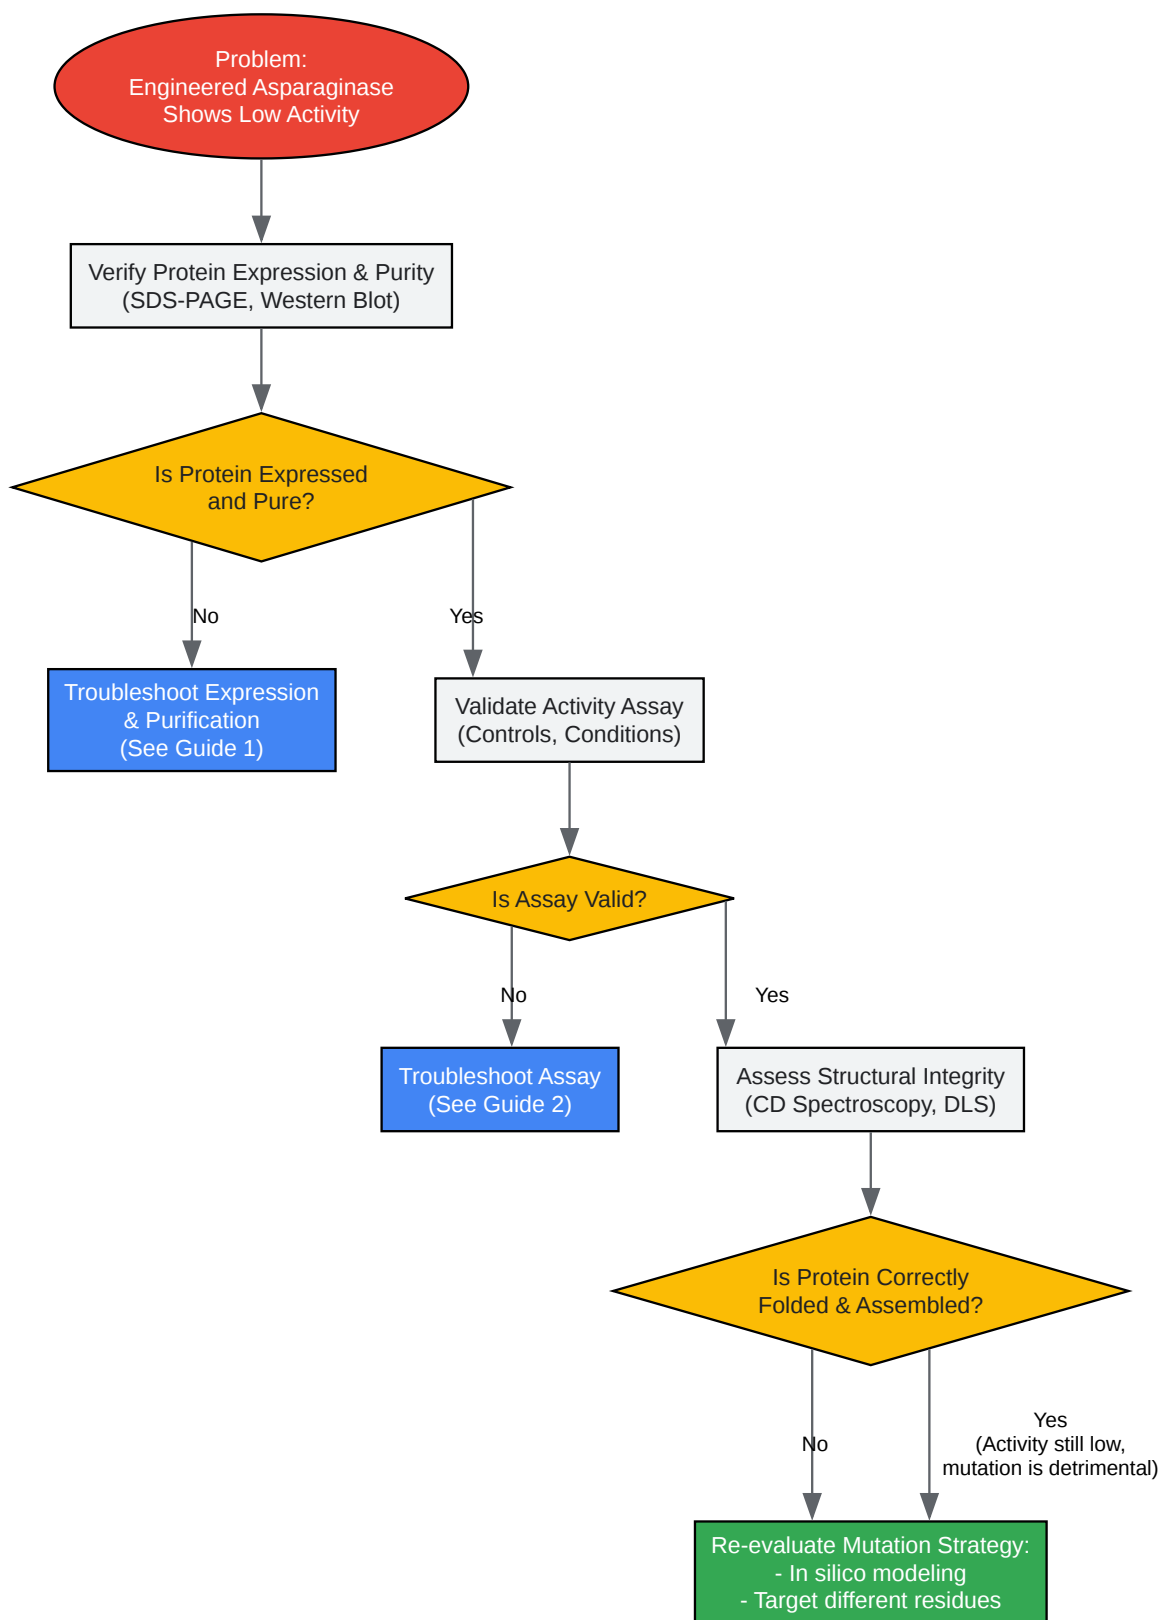 Problem:
Engineered Asparaginase
Shows Low Activity
Verify Protein Expression & Purity
(SDS-PAGE, Western Blot)
Is Protein Expressed
and Pure?
No
Yes
Troubleshoot Expression
& Purification
(See Guide 1)
Validate Activity Assay
(Controls, Conditions)
Is Assay Valid?
No
Yes
Troubleshoot Assay
(See Guide 2)
Assess Structural Integrity
(CD Spectroscopy, DLS)
Is Protein Correctly
Folded & Assembled?
No
Yes
(Activity still low,
mutation is detrimental)
Re-evaluate Mutation Strategy:
- In silico modeling
- Target different residues